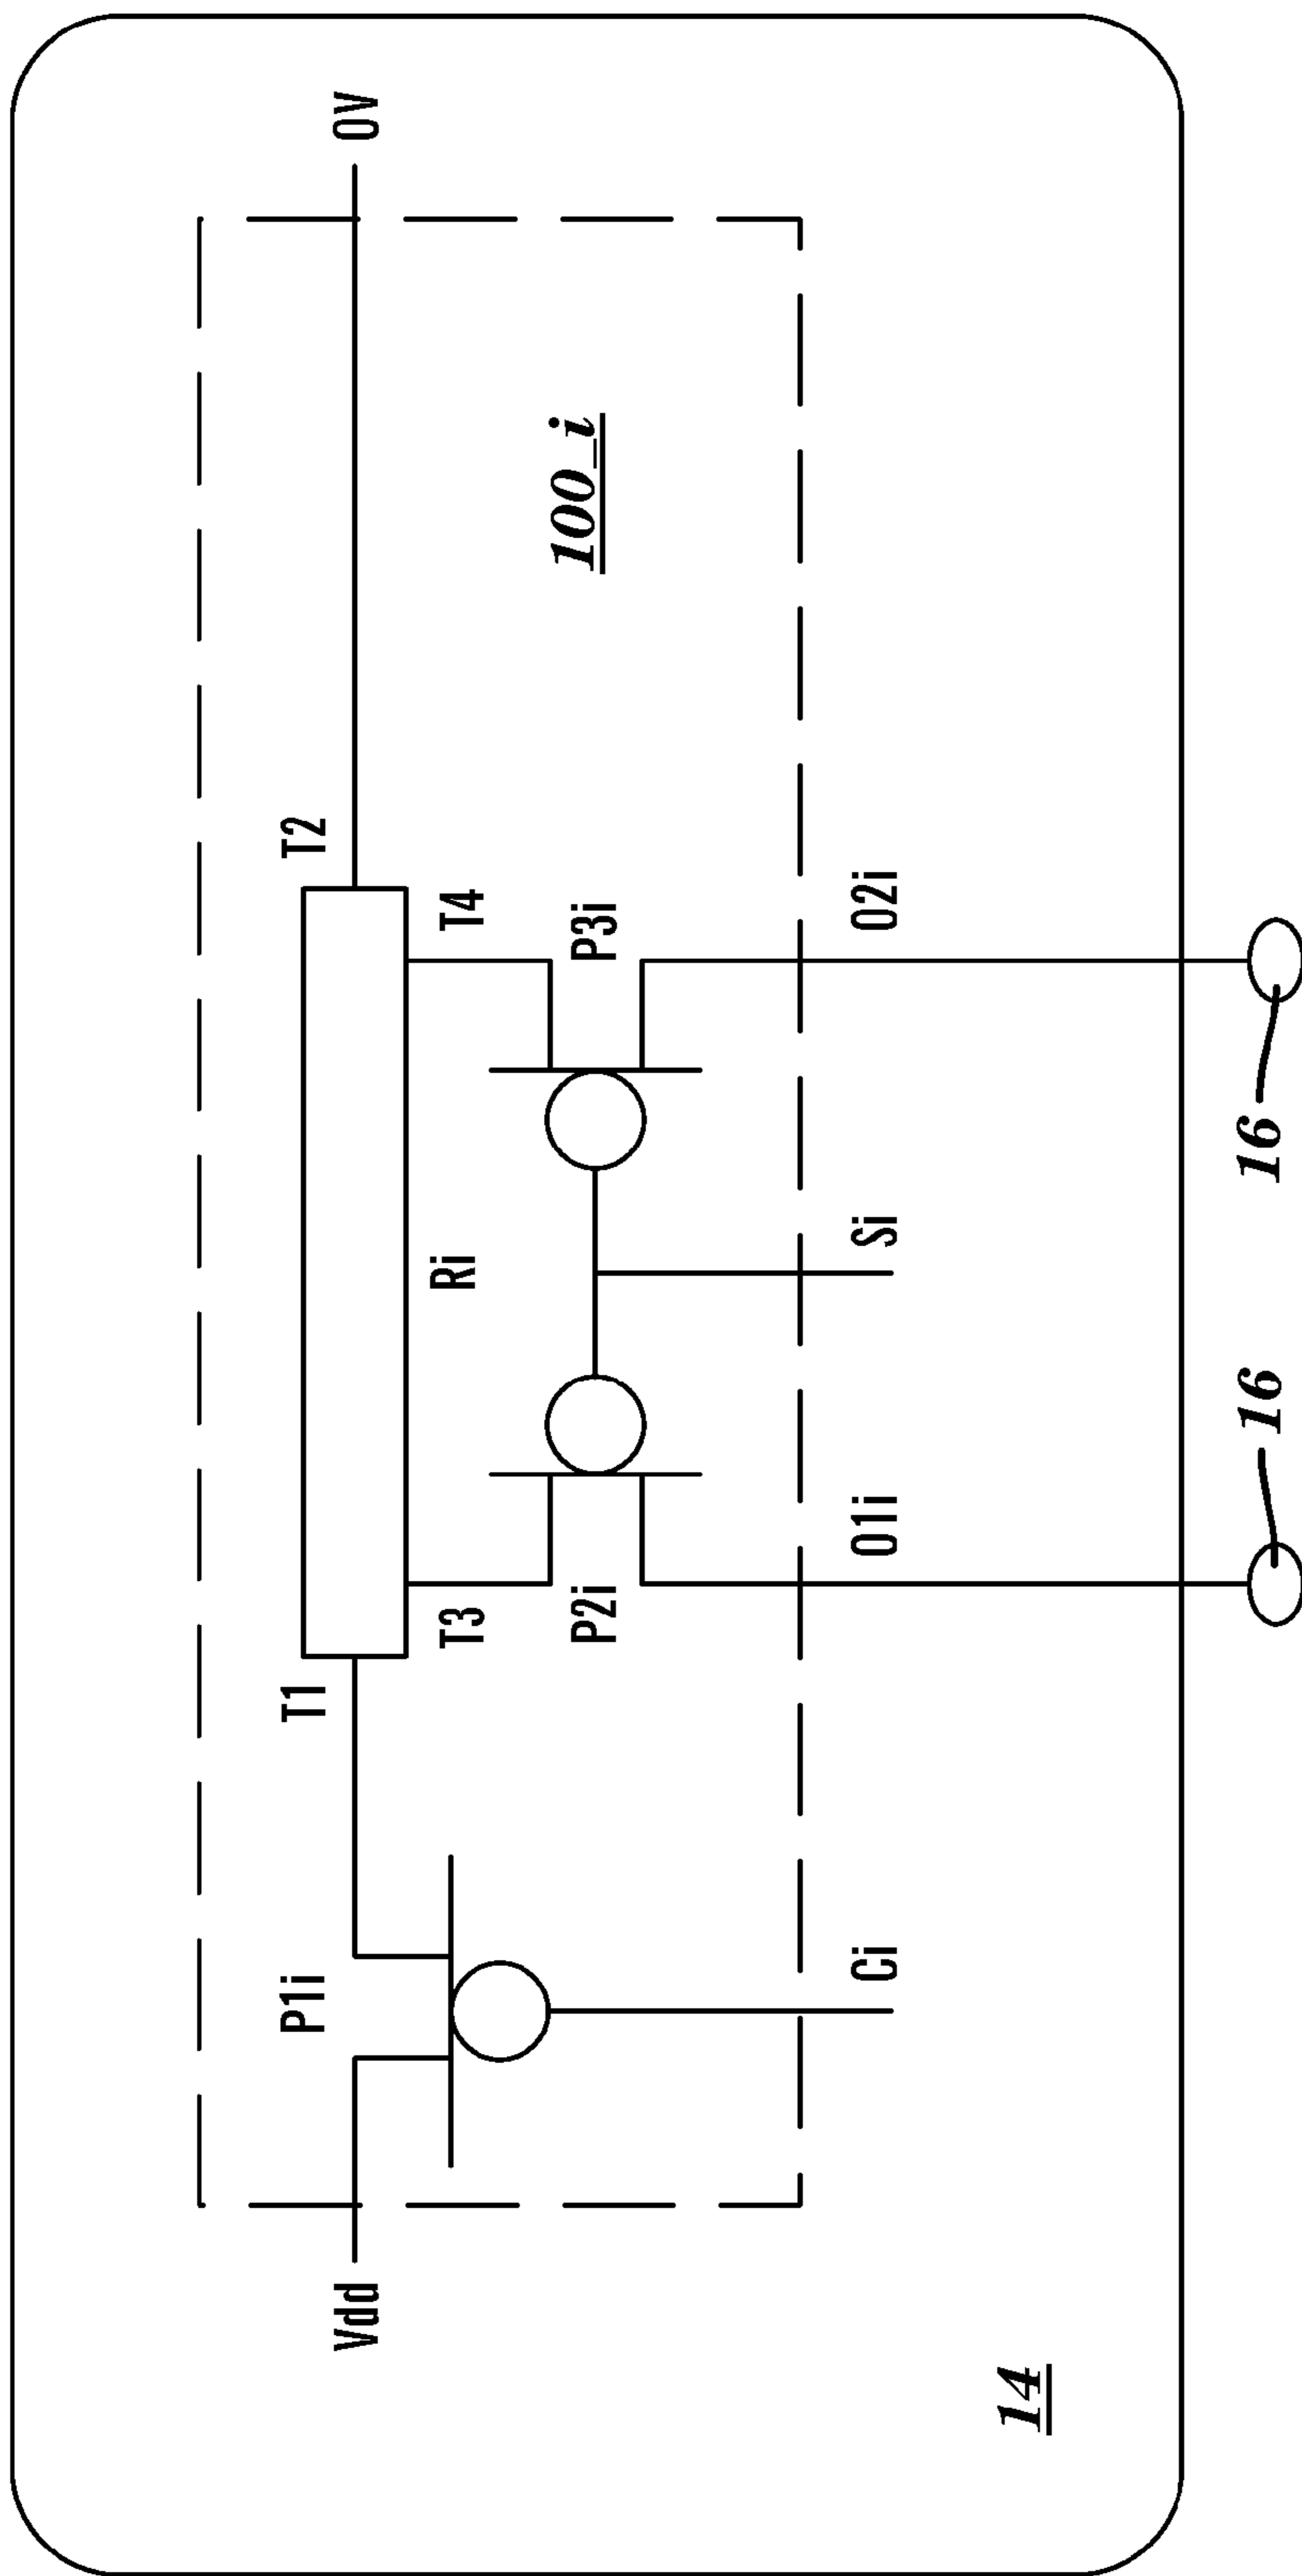 P1i
T1
T2
Vdd
0V
T3
Ri
T4
P2i
P3i
100_i
Ci
O1i
Si
O2i
14
16
16